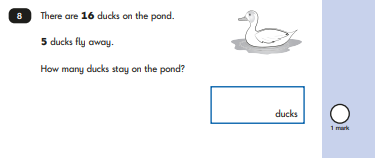 8 There are 16 ducks on the pond.
5 ducks fly away.
How many ducks stay on the pond?
ducks
1 mark